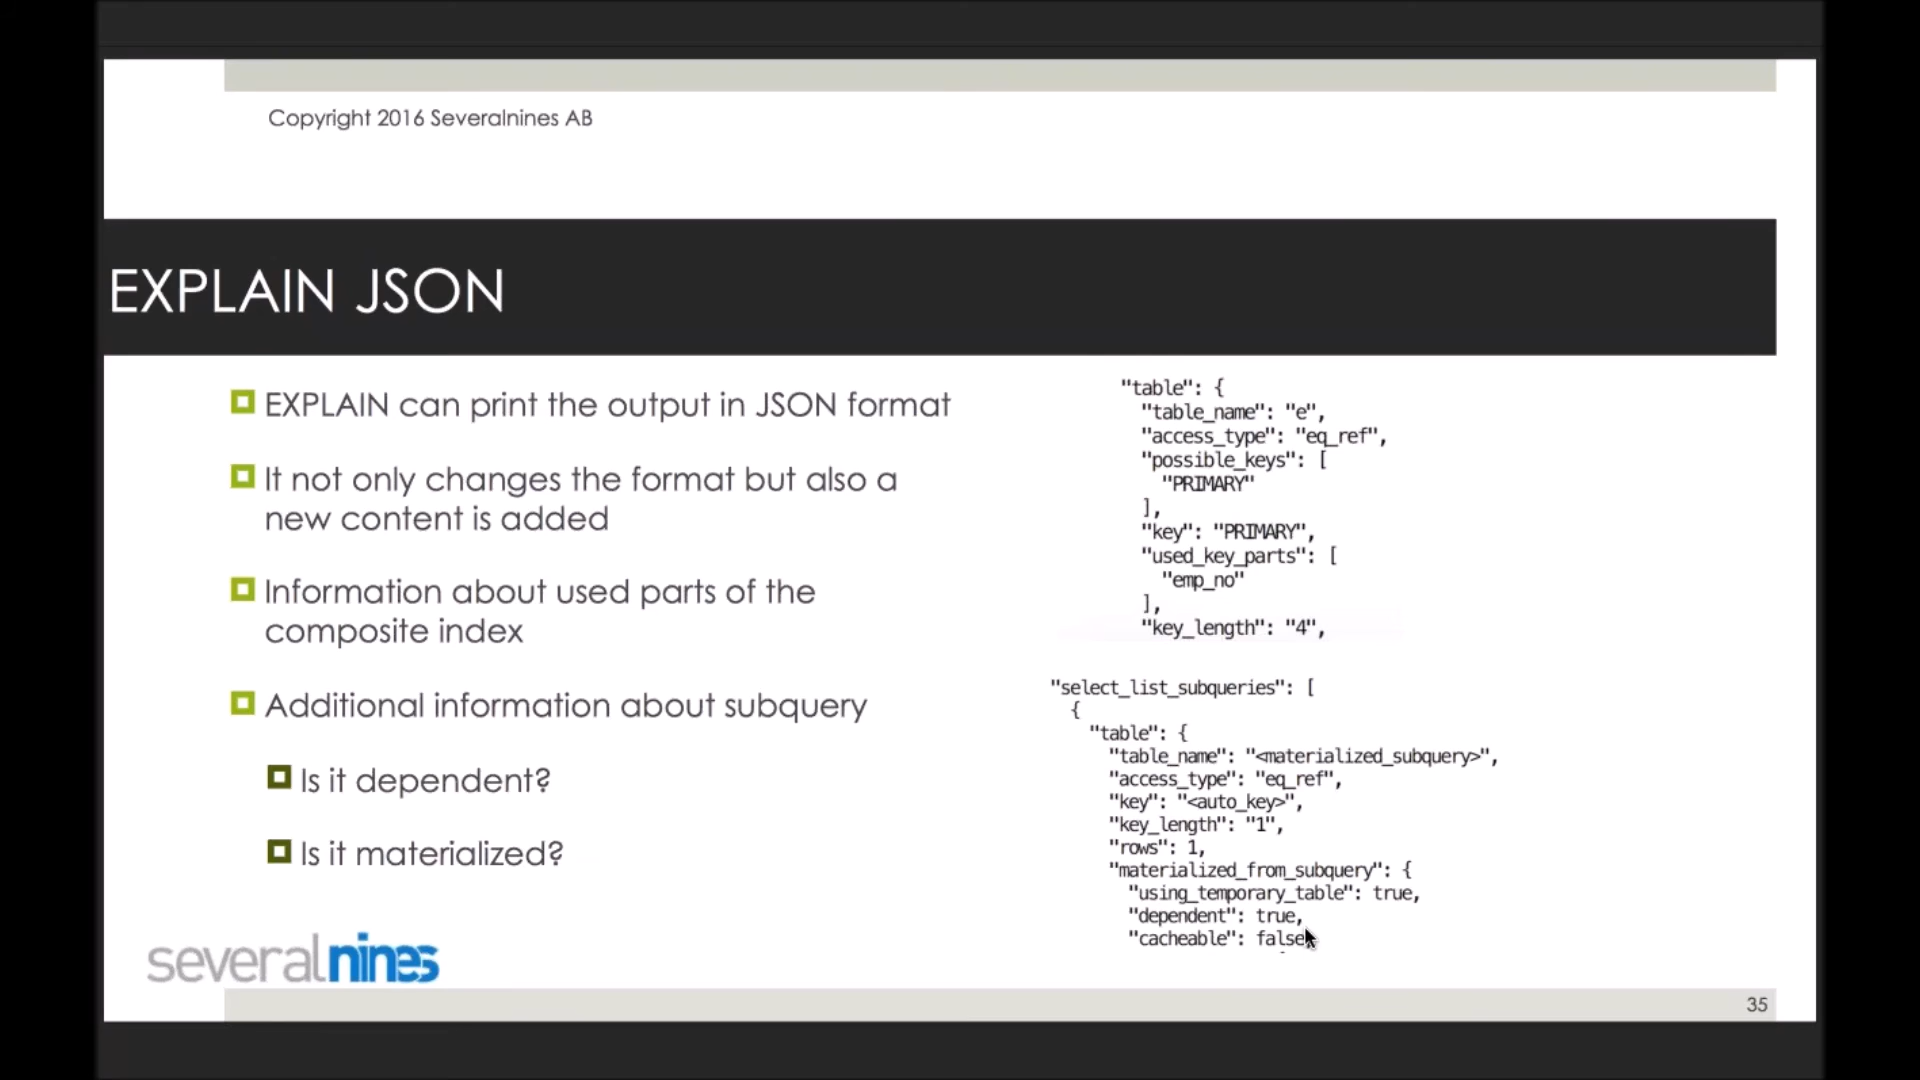 Copyright 2016 Severalnines AB
EXPLAIN JSON
EXPLAIN can print the output in JSON format
It not only changes the format but also a
new content is added
Information about used parts of the
composite index
Additional information about subquery
Is it dependent?
Is it materialized?
"table": {
"table_name": "e",
"access_type": "eq_ref",
"possible_keys": [
"PRIMARY"
],
"key": "PRIMARY",
"used_key_parts": [
"emp_no"
],
"key_length": "4",
"select_list_subqueries": [
{
"table": {
"table_name": "<materialized_subquery>",
"access_type": "eq_ref",
"key": "<auto_key>",
"key_length": "1",
"rows": 1,
"materialized_from_subquery": {
"using_temporary_table": true,
"dependent": true,
"cacheable": false
severalnines
35